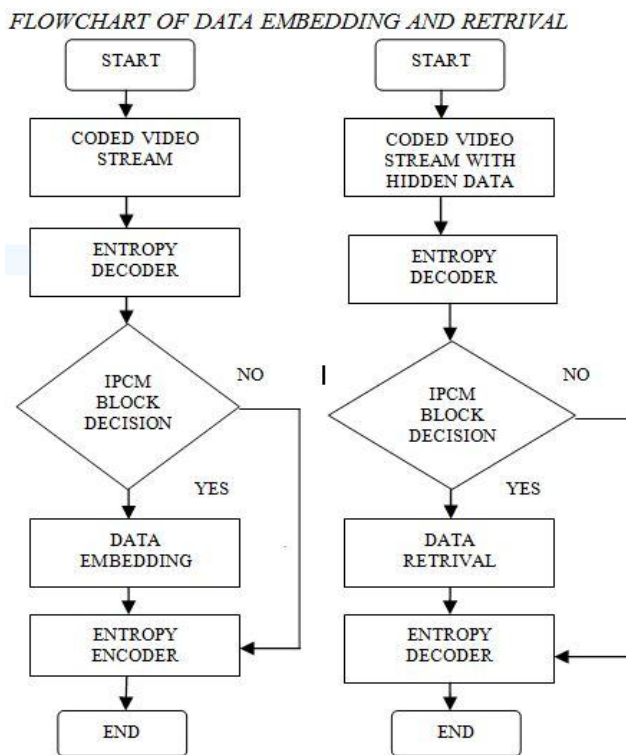 FLOWCHART OF DATA EMBEDDING AND RETRIVAL
START
CODED VIDEO
STREAM
ENTROPY
DECODER
IPCM
BLOCK
DECISION
NO
YES
DATA
EMBEDDING
ENTROPY
ENCODER
END
START
CODED VIDEO
STREAM WITH
HIDDEN DATA
ENTROPY
DECODER
IPCM
BLOCK
DECISION
NO
YES
DATA
RETRIVAL
ENTROPY
DECODER
END